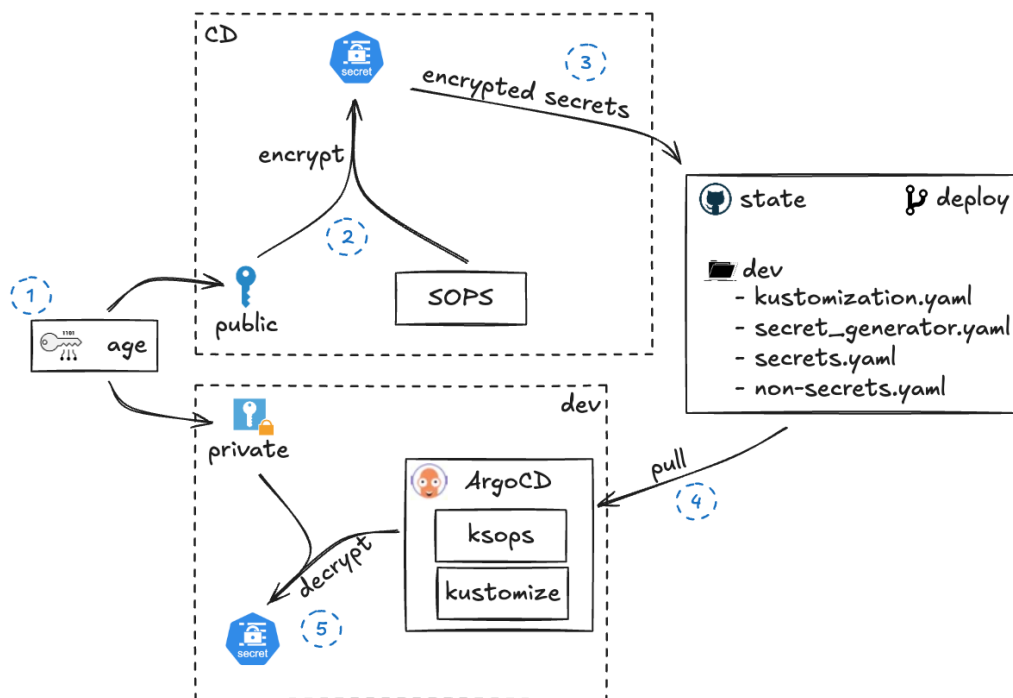 CD
secret
3
encrypted secrets
encrypt
2
state
deploy
dev
- kustomization.yaml
- secret_generator.yaml
- secrets.yaml
- non-secrets.yaml
1
public
SOPS
1101
age
dev
private
ArgoCD
pull
4
ksops
decrypt
kustomize
5
secret